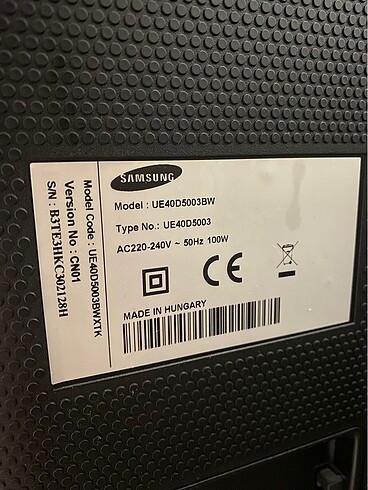 SAMSUNG
Model : UE40D5003BW
Type No.: UE40D5003
AC220-240V ~ 50Hz 100W
CE
MADE IN HUNGARY
Model Code : UE40D5003BWXTK
Version No : CN01
S/N : B3TE3HKC302128H